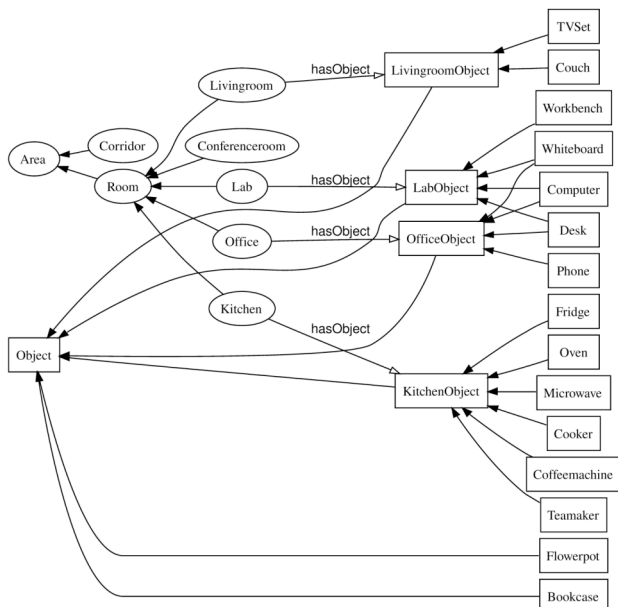 TVSet
Livingroom
hasObject
LivingroomObject
Couch
Workbench
Corridor
Conferenceroom
Whiteboard
Area
Room
Lab
hasObject
LabObject
Computer
Office
hasObject
OfficeObject
Desk
Phone
Kitchen
Fridge
hasObject
Object
Oven
KitchenObject
Microwave
Cooker
Coffeemachine
Teamaker
Flowerpot
Bookcase